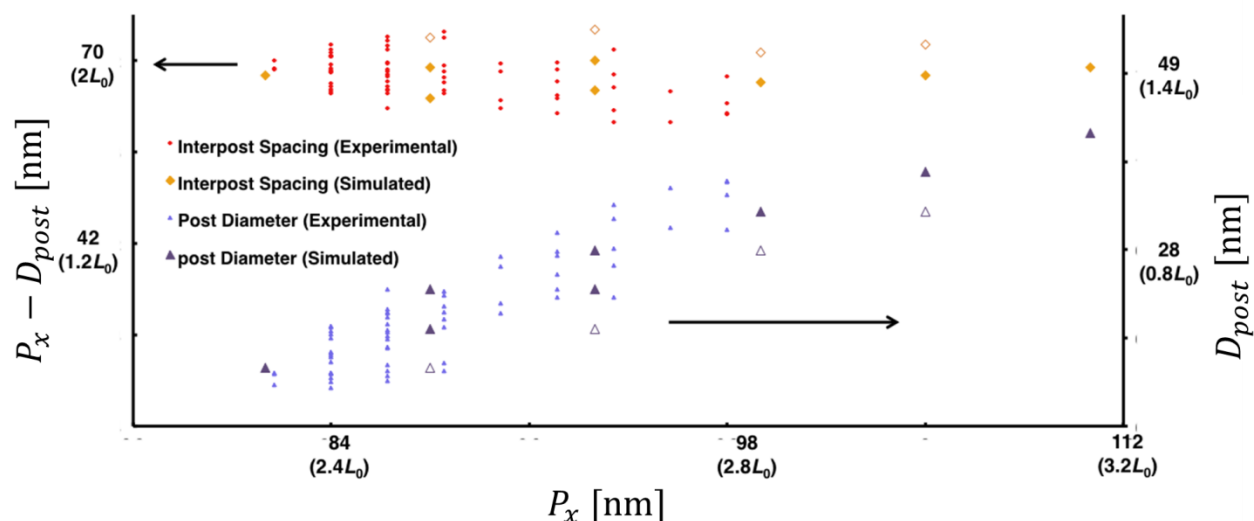 70
(2L₀)
42
(1.2L₀)
Pₓ − D_post [nm]
Interpost Spacing (Experimental)
Interpost Spacing (Simulated)
Post Diameter (Experimental)
post Diameter (Simulated)
49
(1.4L₀)
28
(0.8L₀)
D_post [nm]
84
(2.4L₀)
98
(2.8L₀)
112
(3.2L₀)
Pₓ [nm]